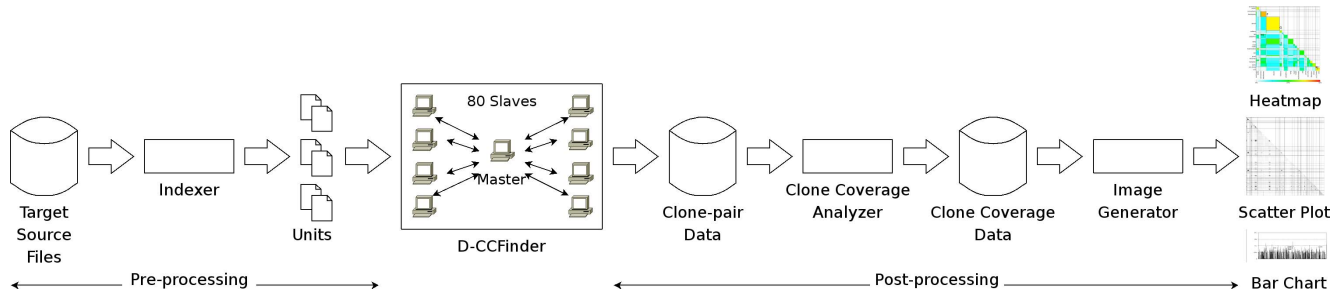 80 Slaves
Master
Heatmap
Indexer
Clone Coverage
Analyzer
Target
Source
Files
Units
D-CCFinder
Clone-pair
Data
Clone Coverage
Data
Image
Generator
Scatter Plot
Pre-processing
Post-processing
Bar Chart